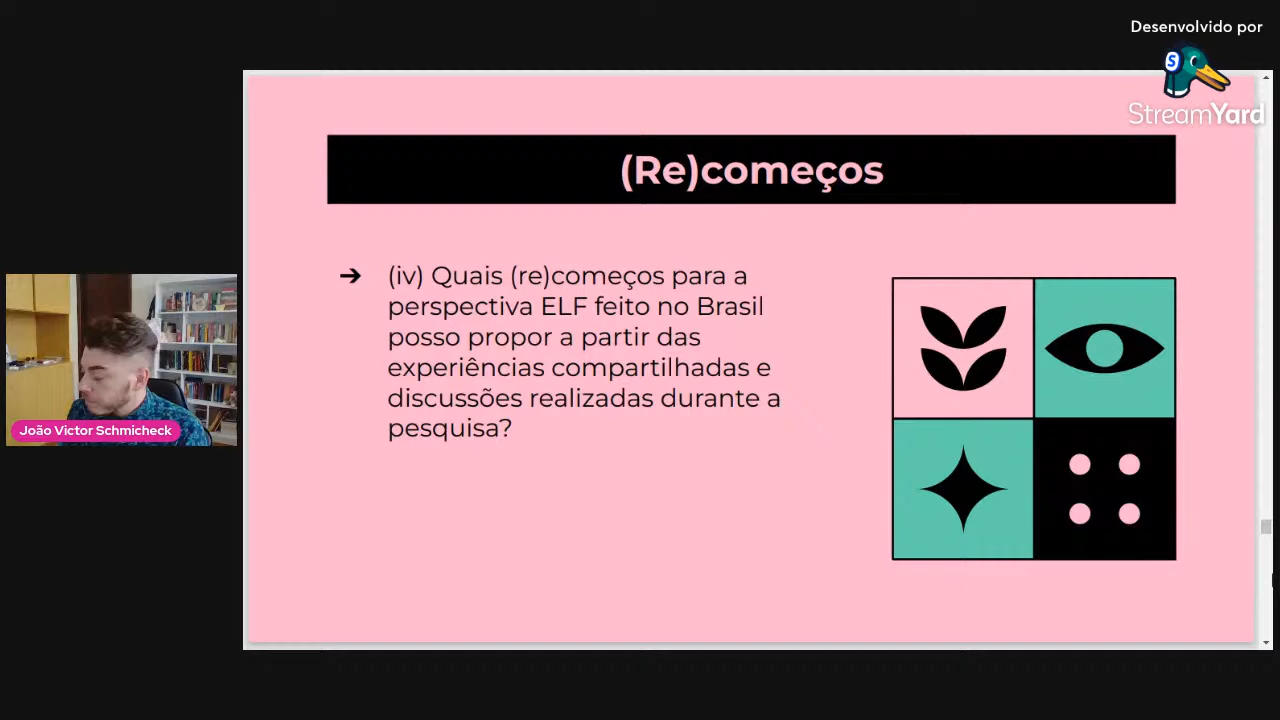 Desenvolvido por
StreamYard
(Re)começos
➔ (iv) Quais (re)começos para a
perspectiva ELF feito no Brasil
posso propor a partir das
experiências compartilhadas e
discussões realizadas durante a
pesquisa?
João Victor Schmicheck